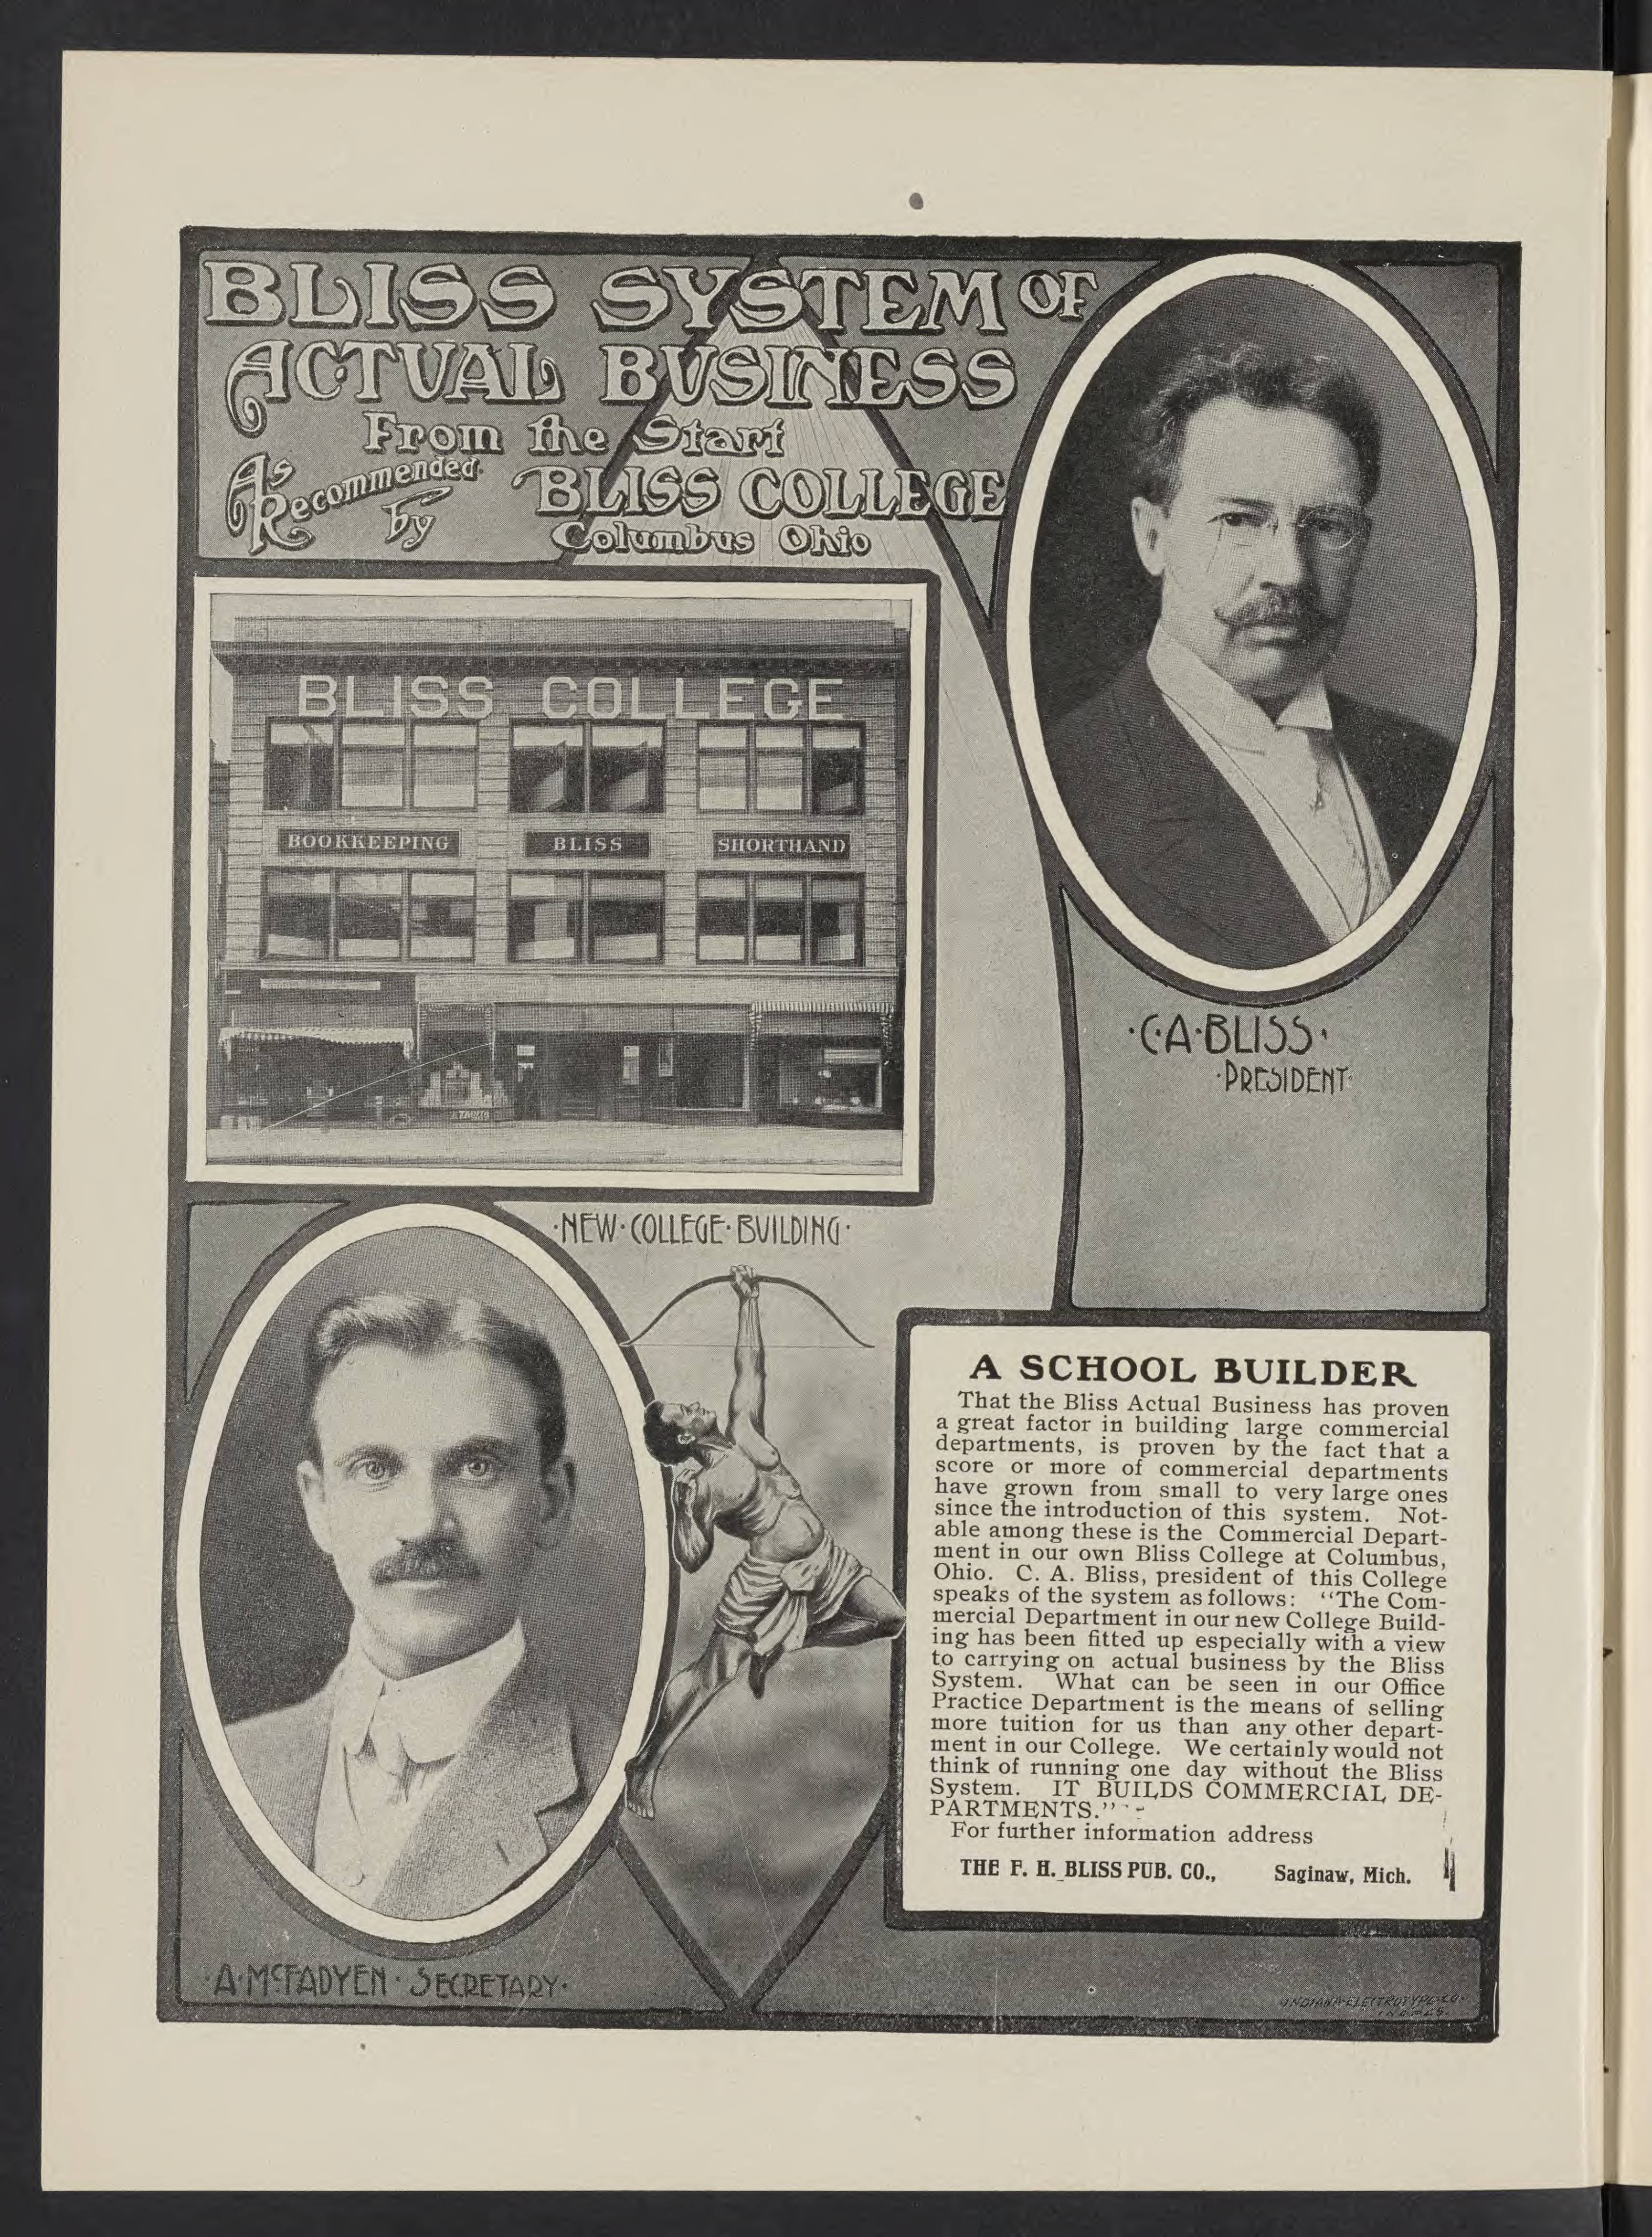 BLISS SYSTEM OF
ACTUAL BUSINESS
From the Start
As Recommended by BLISS COLLEGE
Columbus Ohio
BLISS COLLEGE
BOOKKEEPING
BLISS
SHORTHAND
·C·A·BLISS·
·PRESIDENT·
·NEW·COLLEGE·BUILDING·
A SCHOOL BUILDER
That the Bliss Actual Business has proven
a great factor in building large commercial
departments, is proven by the fact that a
score or more of commercial departments
have grown from small to very large ones
since the introduction of this system. Not-
able among these is the Commercial Depart-
ment in our own Bliss College at Columbus,
Ohio. C. A. Bliss, president of this College
speaks of the system as follows: "The Com-
mercial Department in our new College Build-
ing has been fitted up especially with a view
to carrying on actual business by the Bliss
System. What can be seen in our Office
Practice Department is the means of selling
more tuition for us than any other depart-
ment in our College. We certainly would not
think of running one day without the Bliss
System. IT BUILDS COMMERCIAL DE-
PARTMENTS."
For further information address
THE F. H. BLISS PUB. CO., Saginaw, Mich.
·A·McFADYEN·SECRETARY·
INDIANA·ELECTROTYPE·CO·